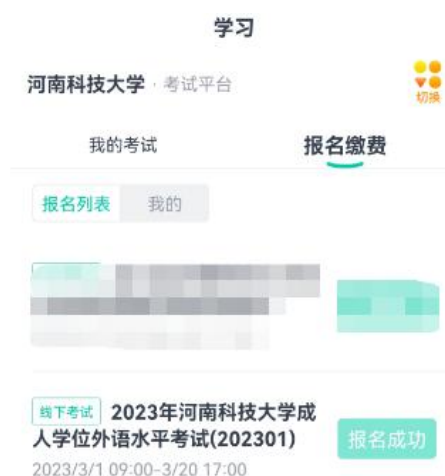 学习
河南科技大学 · 考试平台
切换
我的考试
报名缴费
报名列表
我的
线下考试 2023年河南科技大学成
人学位外语水平考试(202301)
报名成功
2023/3/1 09:00-3/20 17:00